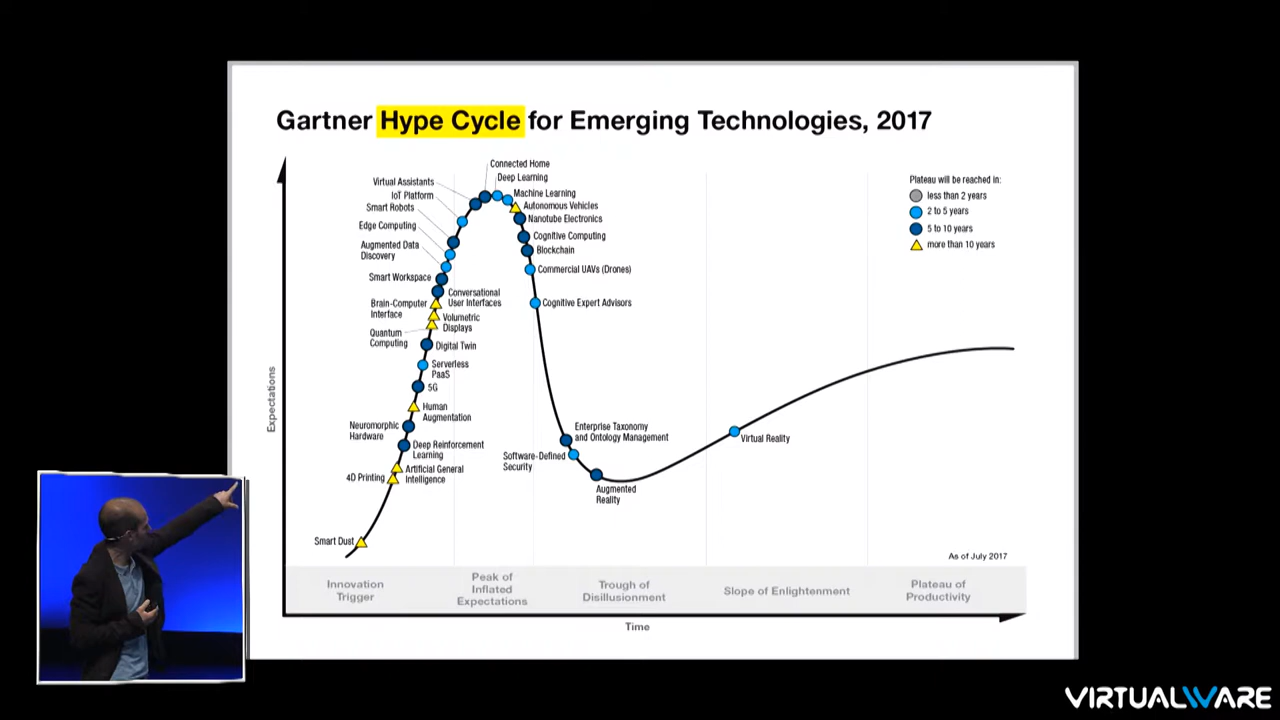 Gartner Hype Cycle for Emerging Technologies, 2017
Connected Home
Deep Learning
Virtual Assistants
Machine Learning
IoT Platform
Autonomous Vehicles
Smart Robots
Nanotube Electronics
Edge Computing
Cognitive Computing
Augmented Data
Discovery
Blockchain
Commercial UAVs (Drones)
Smart Workspace
Conversational
User Interfaces
Cognitive Expert Advisors
Brain-Computer
Interface
Volumetric
Displays
Quantum
Computing
Digital Twin
Serverless
PaaS
5G
Human
Augmentation
Neuromorphic
Hardware
Deep Reinforcement
Learning
Artificial General
Intelligence
4D Printing
Smart Dust
Enterprise Taxonomy
and Ontology Management
Software-Defined
Security
Augmented
Reality
Virtual Reality
Plateau will be reached in:
less than 2 years
2 to 5 years
5 to 10 years
more than 10 years
As of July 2017
Expectations
Innovation
Trigger
Peak of
Inflated
Expectations
Trough of
Disillusionment
Slope of Enlightenment
Plateau of
Productivity
Time
VIRTUALWARE